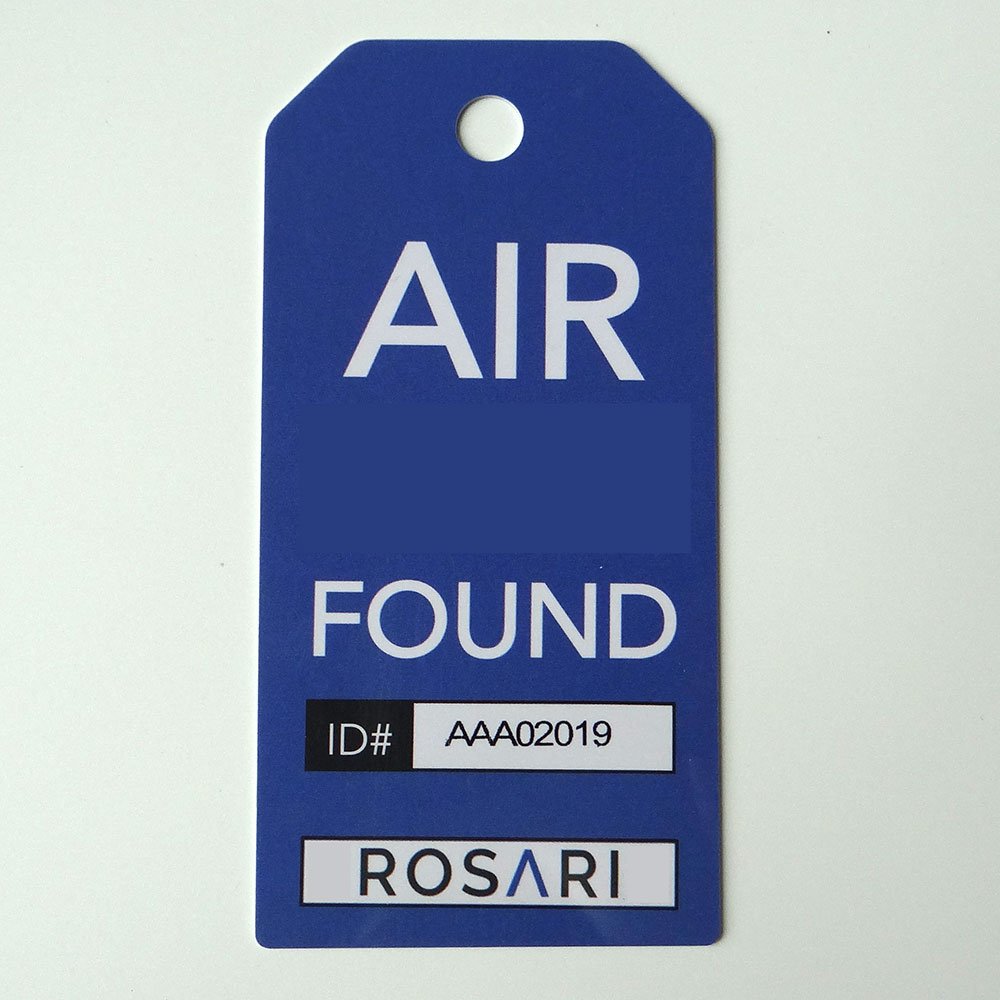 AIR
FOUND
ID# AAA02019
ROSARI